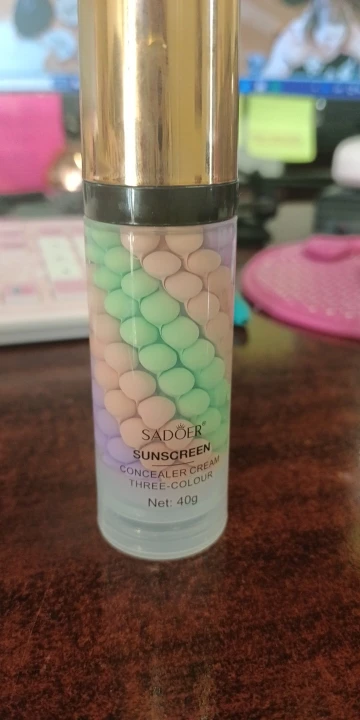 SADOER®
SUNSCREEN
CONCEALER CREAM
THREE-COLOUR
Net: 40g